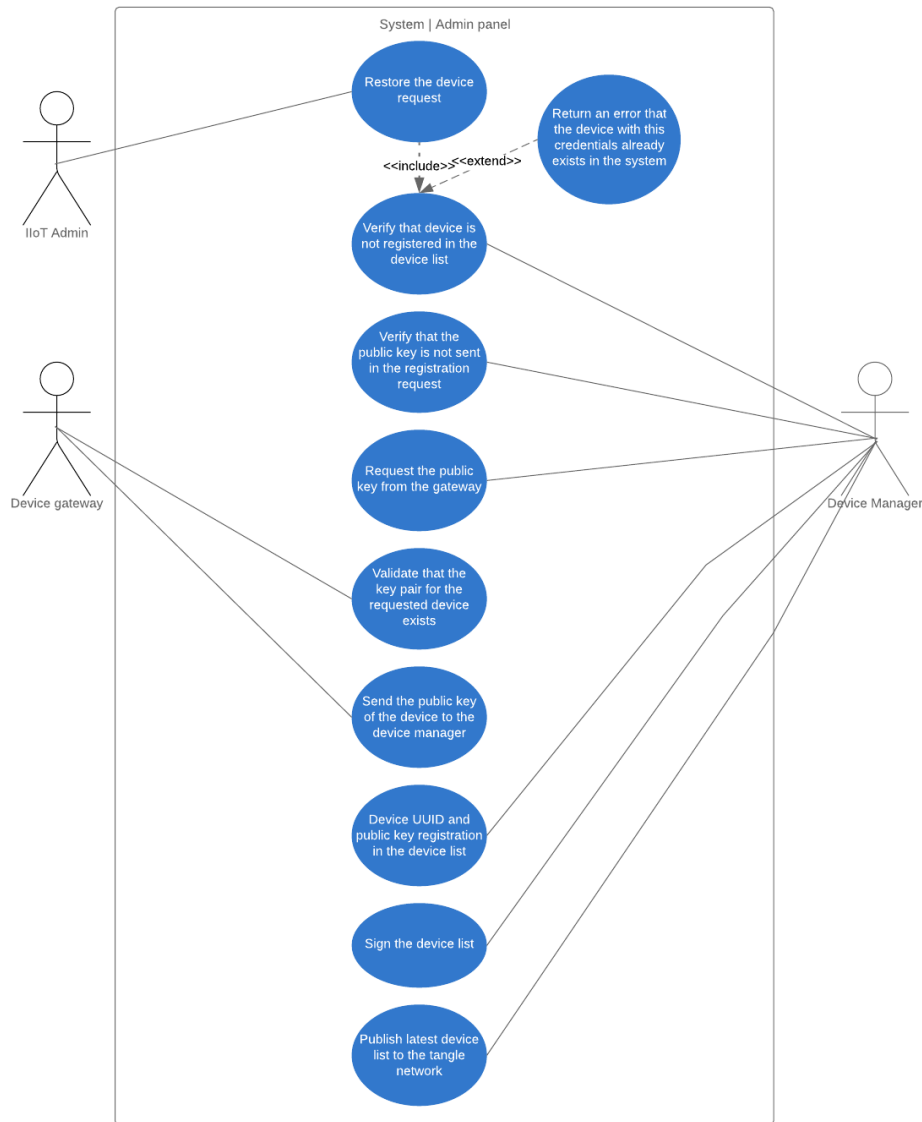 System | Admin panel
Restore the device
request
Return an error that
the device with this
credentials already
exists in the system
<<include>>
<<extend>>
IIoT Admin
Verify that device is
not registered in the
device list
Verify that the
public key is not sent
in the registration
request
Request the public
key from the gateway
Device gateway
Device Manager
Validate that the
key pair for the
requested device
exists
Send the public key
of the device to the
device manager
Device UUID and
public key registration
in the device list
Sign the device list
Publish latest device
list to the tangle
network